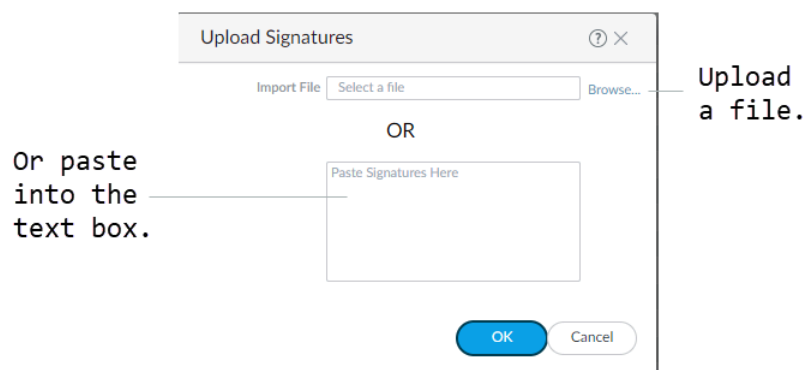 Upload Signatures
Import File Select a file Browse...
Upload
a file.
OR
Or paste
into the
text box.
Paste Signatures Here
OK Cancel